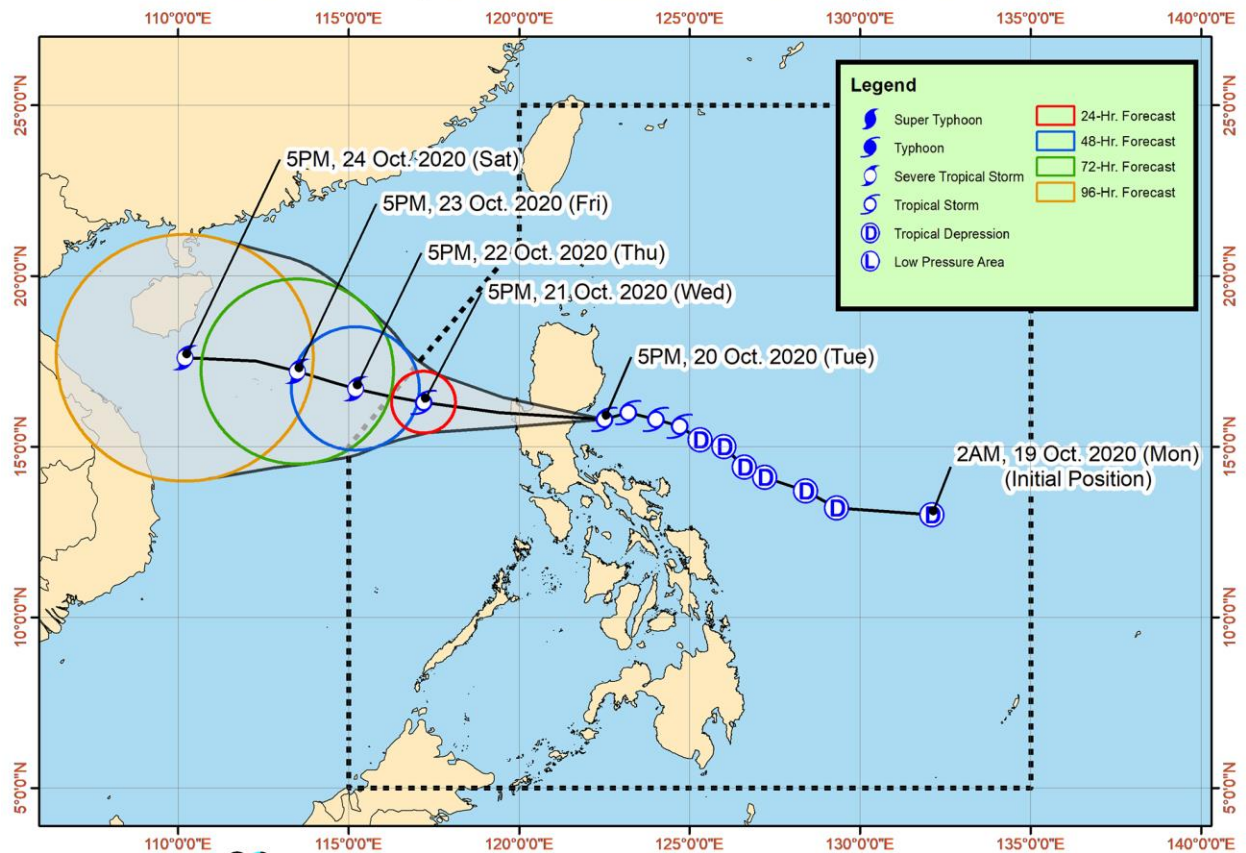 110°0'0"E 115°0'0"E 120°0'0"E 125°0'0"E 130°0'0"E 135°0'0"E 140°0'0"E
25°0'0"N
20°0'0"N
15°0'0"N
10°0'0"N
5°0'0"N
Legend
Super Typhoon
Typhoon
Severe Tropical Storm
Tropical Storm
D Tropical Depression
L Low Pressure Area
24-Hr. Forecast
48-Hr. Forecast
72-Hr. Forecast
96-Hr. Forecast
5PM, 24 Oct. 2020 (Sat)
5PM, 23 Oct. 2020 (Fri)
5PM, 22 Oct. 2020 (Thu)
5PM, 21 Oct. 2020 (Wed)
5PM, 20 Oct. 2020 (Tue)
2AM, 19 Oct. 2020 (Mon)
(Initial Position)
D D D D D D D
25°0'0"N
20°0'0"N
15°0'0"N
10°0'0"N
5°0'0"N
110°0'0"E 115°0'0"E 120°0'0"E 125°0'0"E 130°0'0"E 135°0'0"E 140°0'0"E